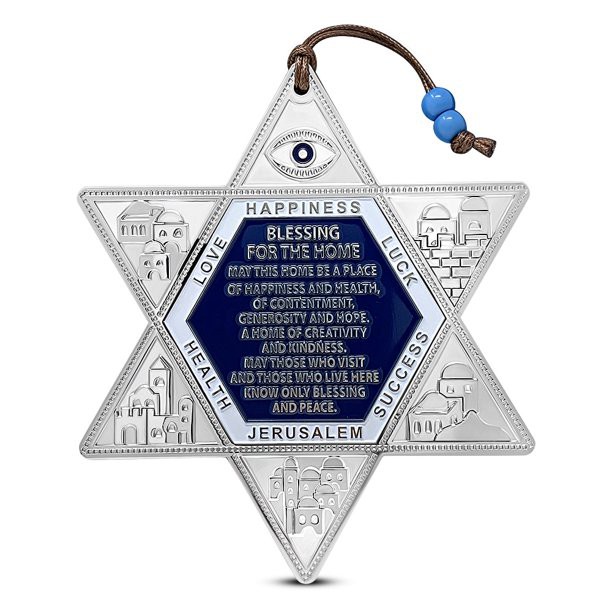 HAPPINESS
LOVE
LUCK
BLESSING
FOR THE HOME
MAY THIS HOME BE A PLACE
OF HAPPINESS AND HEALTH,
OF CONTENTMENT,
GENEROSITY AND HOPE.
A HOME OF CREATIVITY
AND KINDNESS.
MAY THOSE WHO VISIT
AND THOSE WHO LIVE HERE
KNOW ONLY BLESSING
AND PEACE.
HEALTH
SUCCESS
JERUSALEM